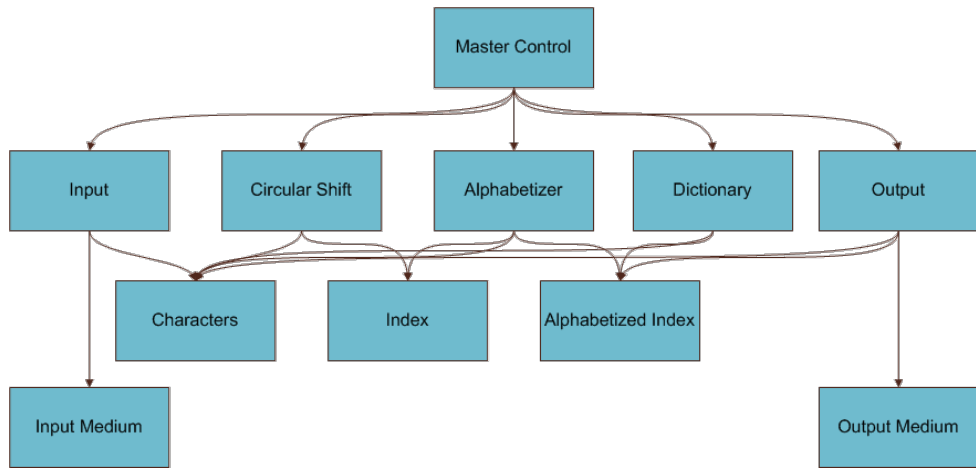 Master Control
Input
Circular Shift
Alphabetizer
Dictionary
Output
Characters
Index
Alphabetized Index
Input Medium
Output Medium